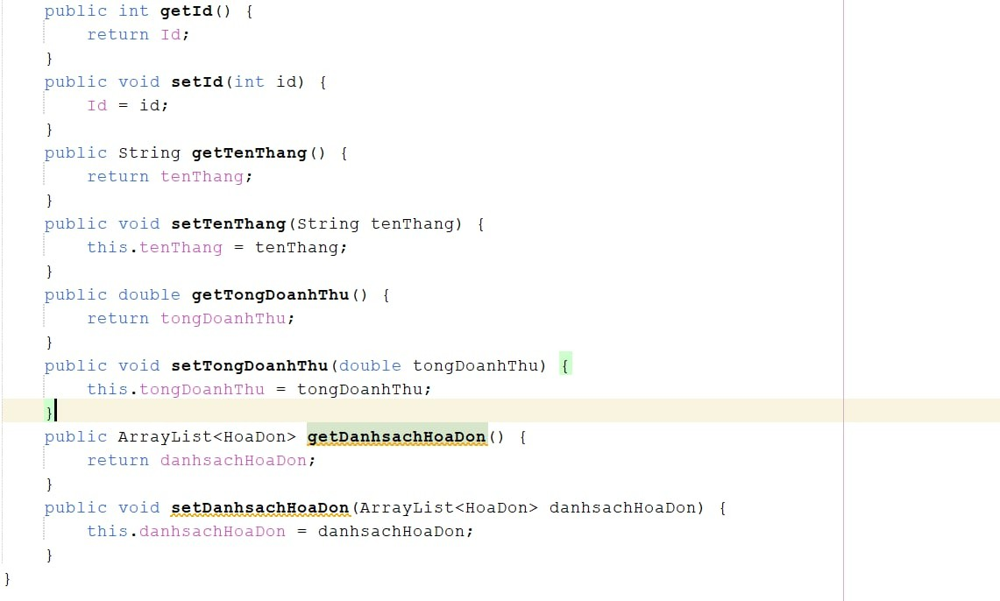 public int getId() {
return Id;
}
public void setId(int id) {
Id = id;
}
public String getTenThang() {
return tenThang;
}
public void setTenThang(String tenThang) {
this.tenThang = tenThang;
}
public double getTongDoanhThu() {
return tongDoanhThu;
}
public void setTongDoanhThu(double tongDoanhThu) {
this.tongDoanhThu = tongDoanhThu;
}
public ArrayList<HoaDon> getDanhsachHoaDon() {
return danhsachHoaDon;
}
public void setDanhsachHoaDon(ArrayList<HoaDon> danhsachHoaDon) {
this.danhsachHoaDon = danhsachHoaDon;
}
}